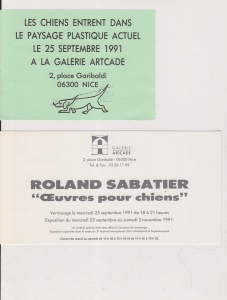 LES CHIENS ENTRENT DANS
LE PAYSAGE PLASTIQUE ACTUEL
LE 25 SEPTEMBRE 1991
A LA GALERIE ARTCADE
2, place Garibaldi
06300 NICE
GALERIE
ARTCADE
2, place Garibaldi - 06300 Nice
Tél. & Fax
ROLAND SABATIER
"Œuvres pour chiens"
Vernissage le mercredi 25 septembre 1991 de 18 à 21 heures
Exposition du mercredi 25 septembre au samedi 2 novembre 1991.